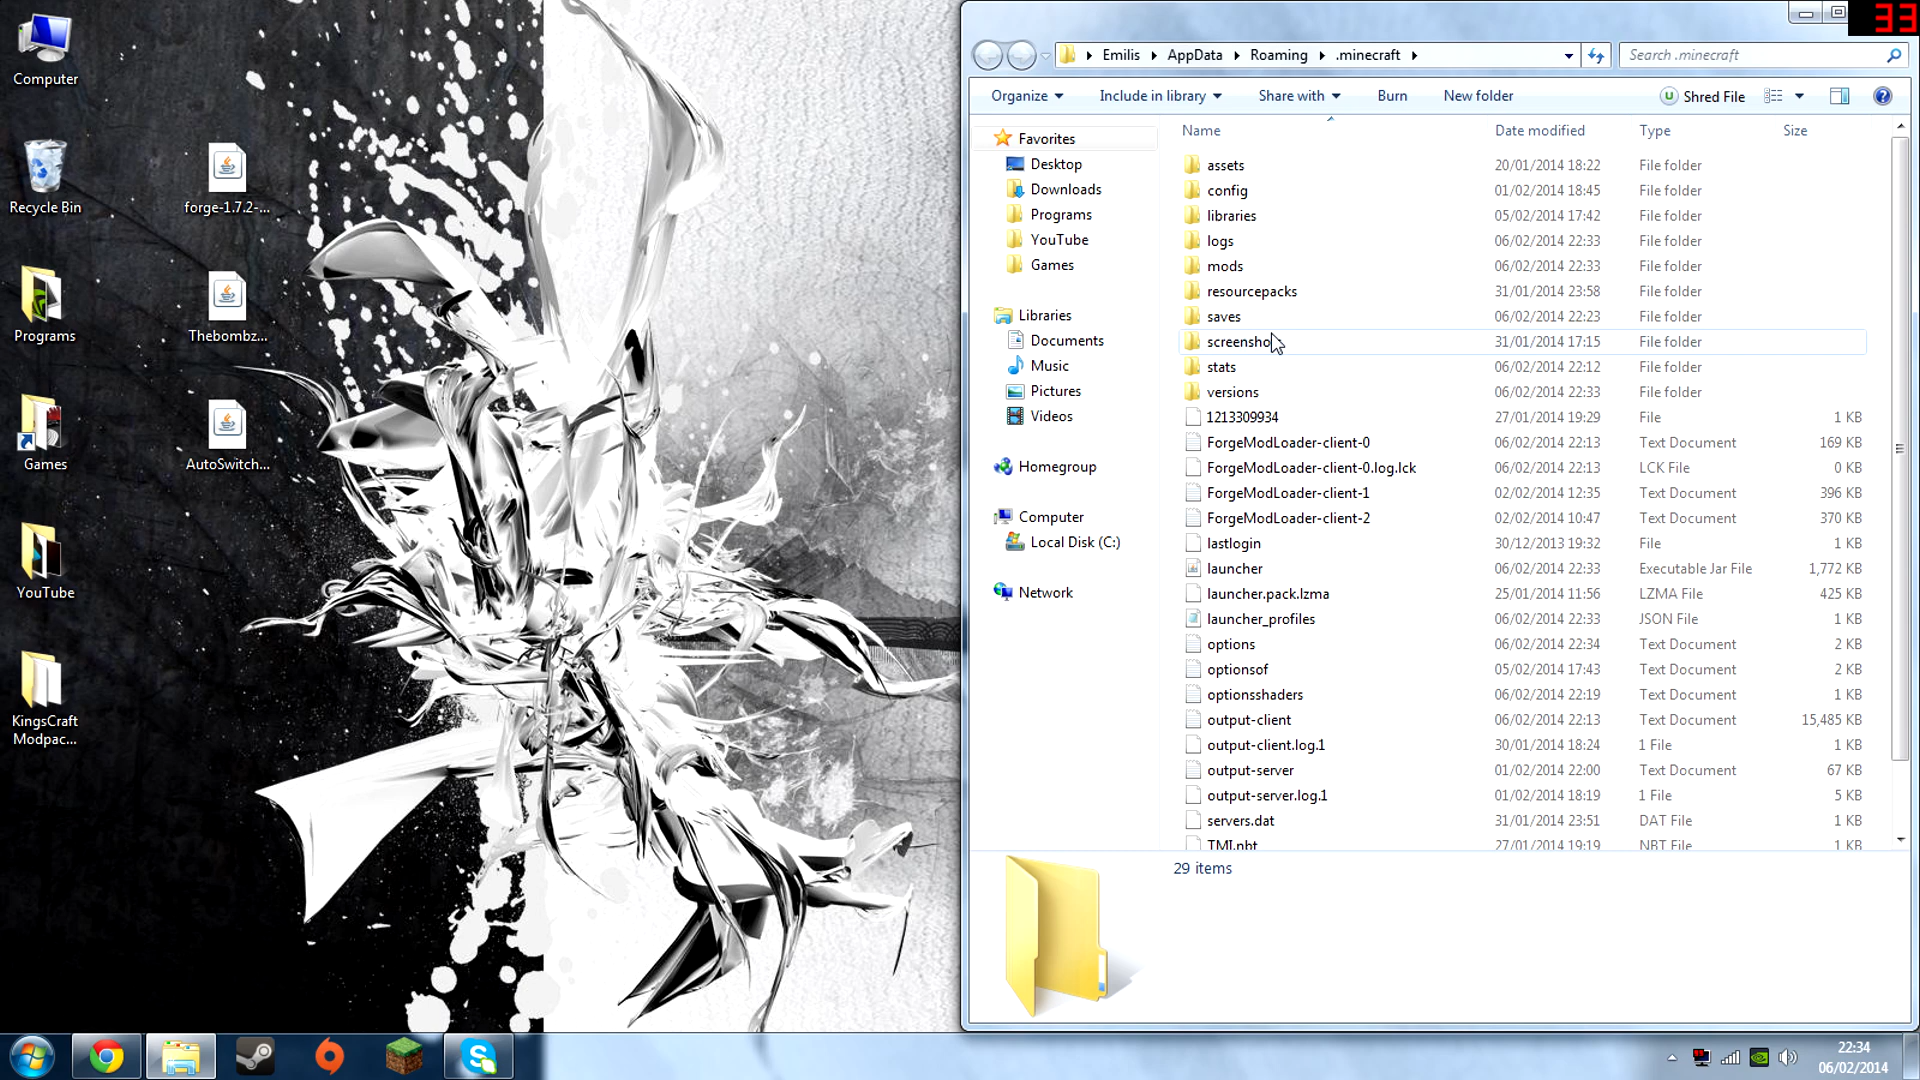 Computer
Recycle Bin
forge-1.7.2-...
Programs
Thebombz...
Games
AutoSwitch...
YouTube
KingsCraft
Modpac...
33
Emilis
AppData
Roaming
.minecraft
Search .minecraft
Organize
Include in library
Share with
Burn
New folder
U
Shred File
?
Favorites
Desktop
Downloads
Programs
YouTube
Games
Libraries
Documents
Music
Pictures
Videos
Homegroup
Computer
Local Disk (C:)
Network
Name Date modified Type Size
assets 20/01/2014 18:22 File folder
config 01/02/2014 18:45 File folder
libraries 05/02/2014 17:42 File folder
logs 06/02/2014 22:33 File folder
mods 06/02/2014 22:33 File folder
resourcepacks 31/01/2014 23:58 File folder
saves 06/02/2014 22:23 File folder
screensho 31/01/2014 17:15 File folder
stats 06/02/2014 22:12 File folder
versions 06/02/2014 22:33 File folder
1213309934 27/01/2014 19:29 File 1 KB
ForgeModLoader-client-0 06/02/2014 22:13 Text Document 169 KB
ForgeModLoader-client-0.log.lck 06/02/2014 22:13 LCK File 0 KB
ForgeModLoader-client-1 02/02/2014 12:35 Text Document 396 KB
ForgeModLoader-client-2 02/02/2014 10:47 Text Document 370 KB
lastlogin 30/12/2013 19:32 File 1 KB
launcher 06/02/2014 22:33 Executable Jar File 1,772 KB
launcher.pack.lzma 25/01/2014 11:56 LZMA File 425 KB
launcher_profiles 06/02/2014 22:33 JSON File 1 KB
options 06/02/2014 22:34 Text Document 2 KB
optionsof 05/02/2014 17:43 Text Document 2 KB
optionsshaders 06/02/2014 22:19 Text Document 1 KB
output-client 06/02/2014 22:13 Text Document 15,485 KB
output-client.log.1 30/01/2014 18:24 1 File 1 KB
output-server 01/02/2014 22:00 Text Document 67 KB
output-server.log.1 01/02/2014 18:19 1 File 5 KB
servers.dat 31/01/2014 23:51 DAT File 1 KB
TMI.nbt 27/01/2014 19:19 NBT File 1 KB
29 items
22:34
06/02/2014